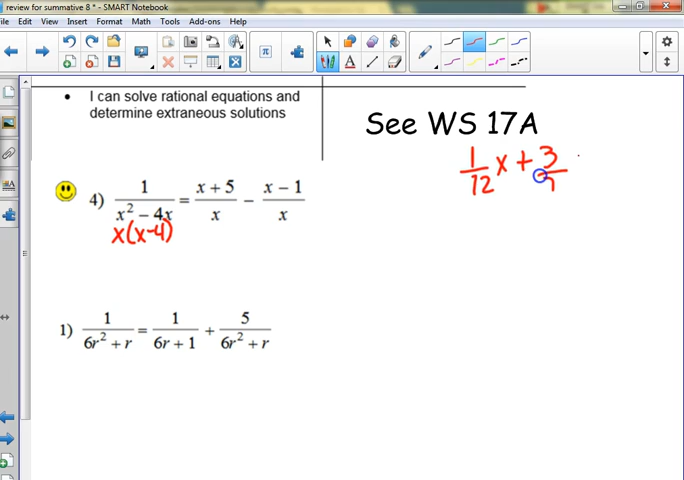 review for summative 8 * - SMART Notebook
Edit View Insert Format Tools Add-ons Help
• I can solve rational equations and
determine extraneous solutions
See WS 17A
1/12 x + 3/
4) 1/(x² – 4x) = (x + 5)/x – (x – 1)/x
x(x-4)
1) 1/(6r² + r) = 1/(6r + 1) + 5/(6r² + r)